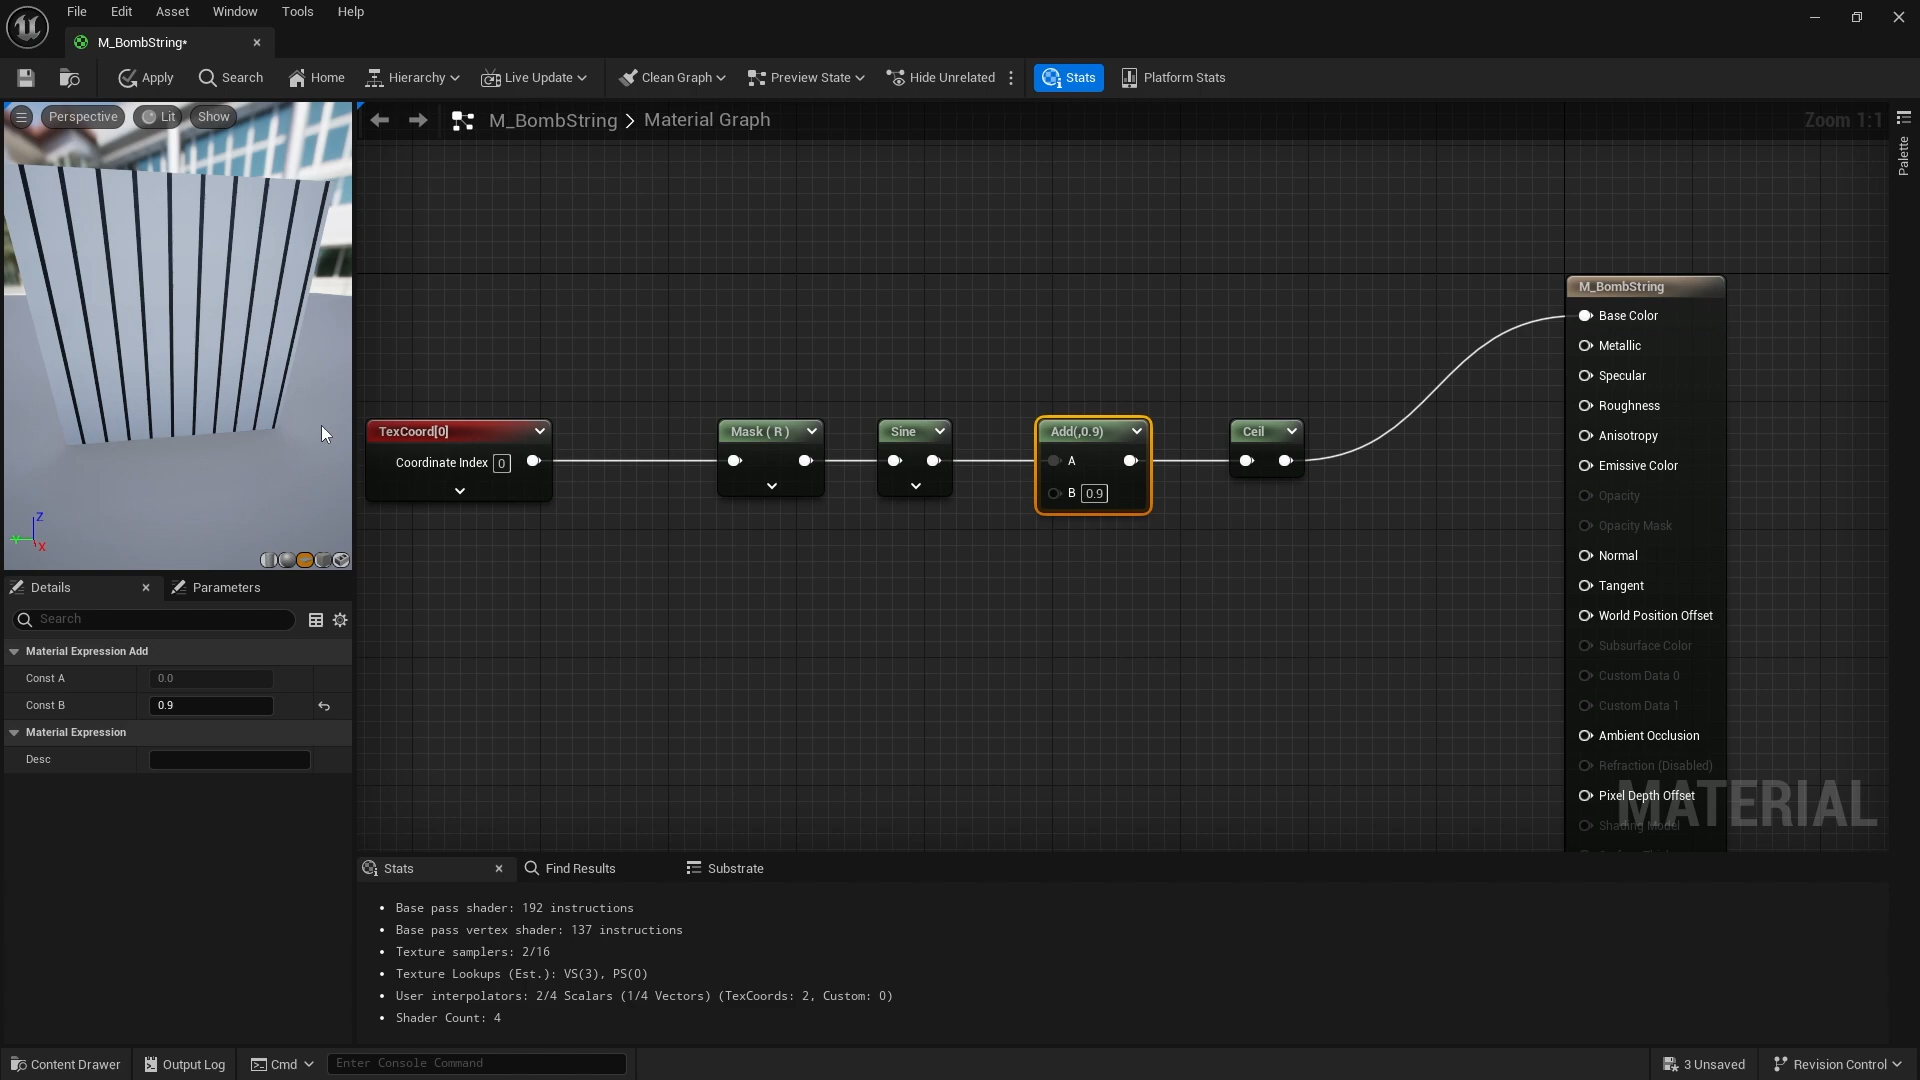 File Edit Asset Window Tools Help
M_BombString*
Apply Search Home Hierarchy Live Update Clean Graph Preview State Hide Unrelated Stats Platform Stats
Perspective Lit Show
M_BombString > Material Graph
Zoom 1:1
Palette
M_BombString
Base Color
Metallic
Specular
Roughness
Anisotropy
Emissive Color
Opacity
Opacity Mask
Normal
Tangent
World Position Offset
Subsurface Color
Custom Data 0
Custom Data 1
Ambient Occlusion
Refraction (Disabled)
Pixel Depth Offset
Shading Model
MATERIAL
TexCoord[0]
Coordinate Index 0
Mask ( R )
Sine
Add(,0.9)
A
B 0.9
Ceil
Z
Y
X
Details Parameters
Search
Material Expression Add
Const A 0.0
Const B 0.9
Material Expression
Desc
Stats Find Results Substrate
• Base pass shader: 192 instructions
• Base pass vertex shader: 137 instructions
• Texture samplers: 2/16
• Texture Lookups (Est.): VS(3), PS(0)
• User interpolators: 2/4 Scalars (1/4 Vectors) (TexCoords: 2, Custom: 0)
• Shader Count: 4
Content Drawer Output Log Cmd Enter Console Command 3 Unsaved Revision Control